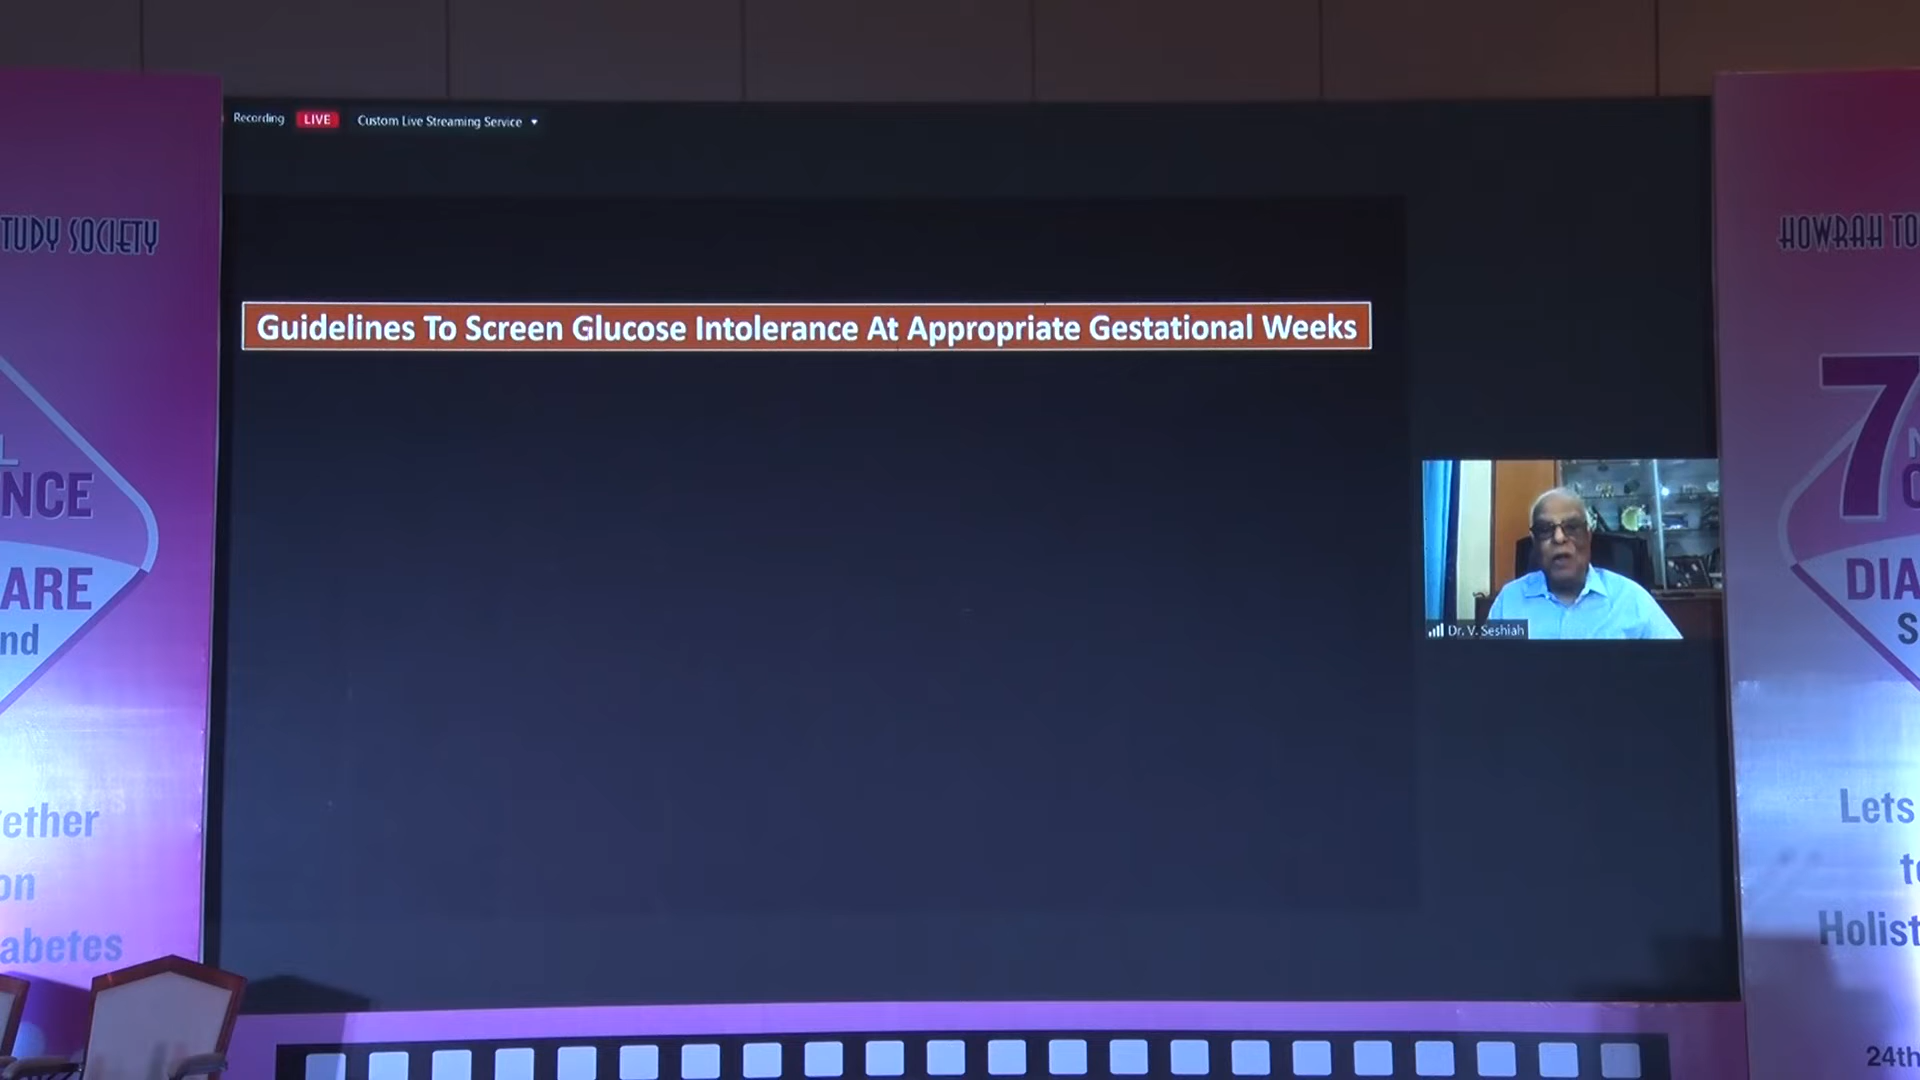 Recording LIVE Custom Live Streaming Service
TUDY SOCIETY
HOWRAH TO
Guidelines To Screen Glucose Intolerance At Appropriate Gestational Weeks
NCE
ARE
nd
7
DIA
S
Dr. V. Seshiah
ether
on
abetes
Lets
Holist
24th